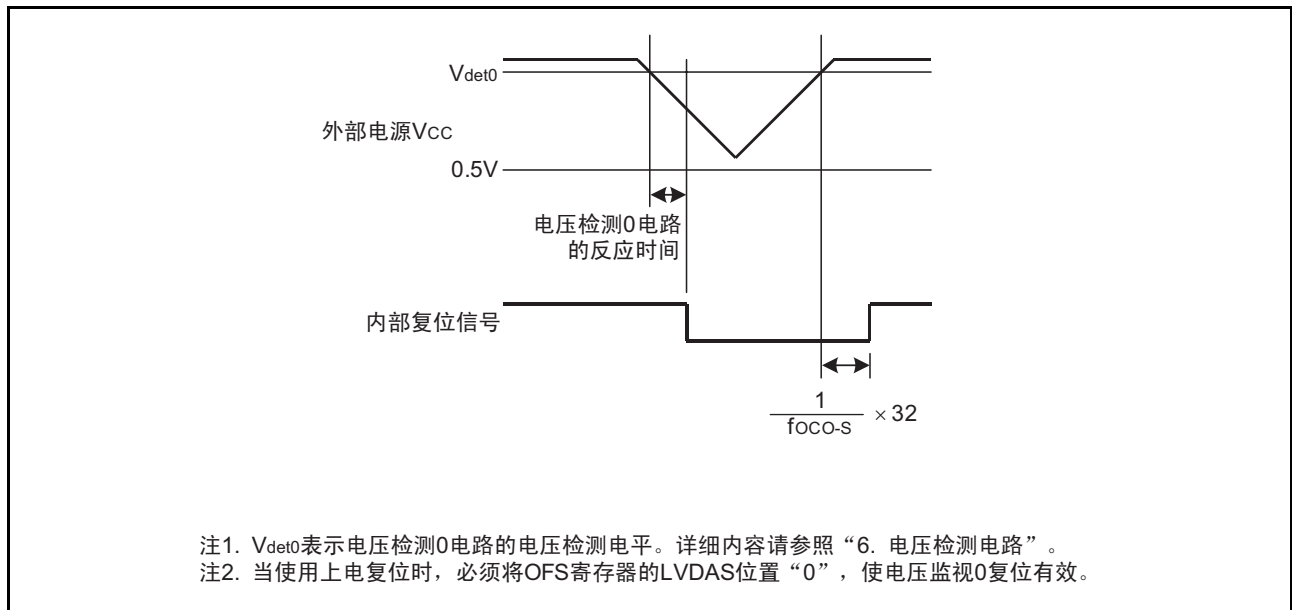 Vdet0
外部电源VCC
0.5V
电压检测0电路
的反应时间
内部复位信号
1
fOCO-S
× 32
注1. Vdet0表示电压检测0电路的电压检测电平。详细内容请参照“6. 电压检测电路”。
注2. 当使用上电复位时，必须将OFS寄存器的LVDAS位置“0”，使电压监视0复位有效。